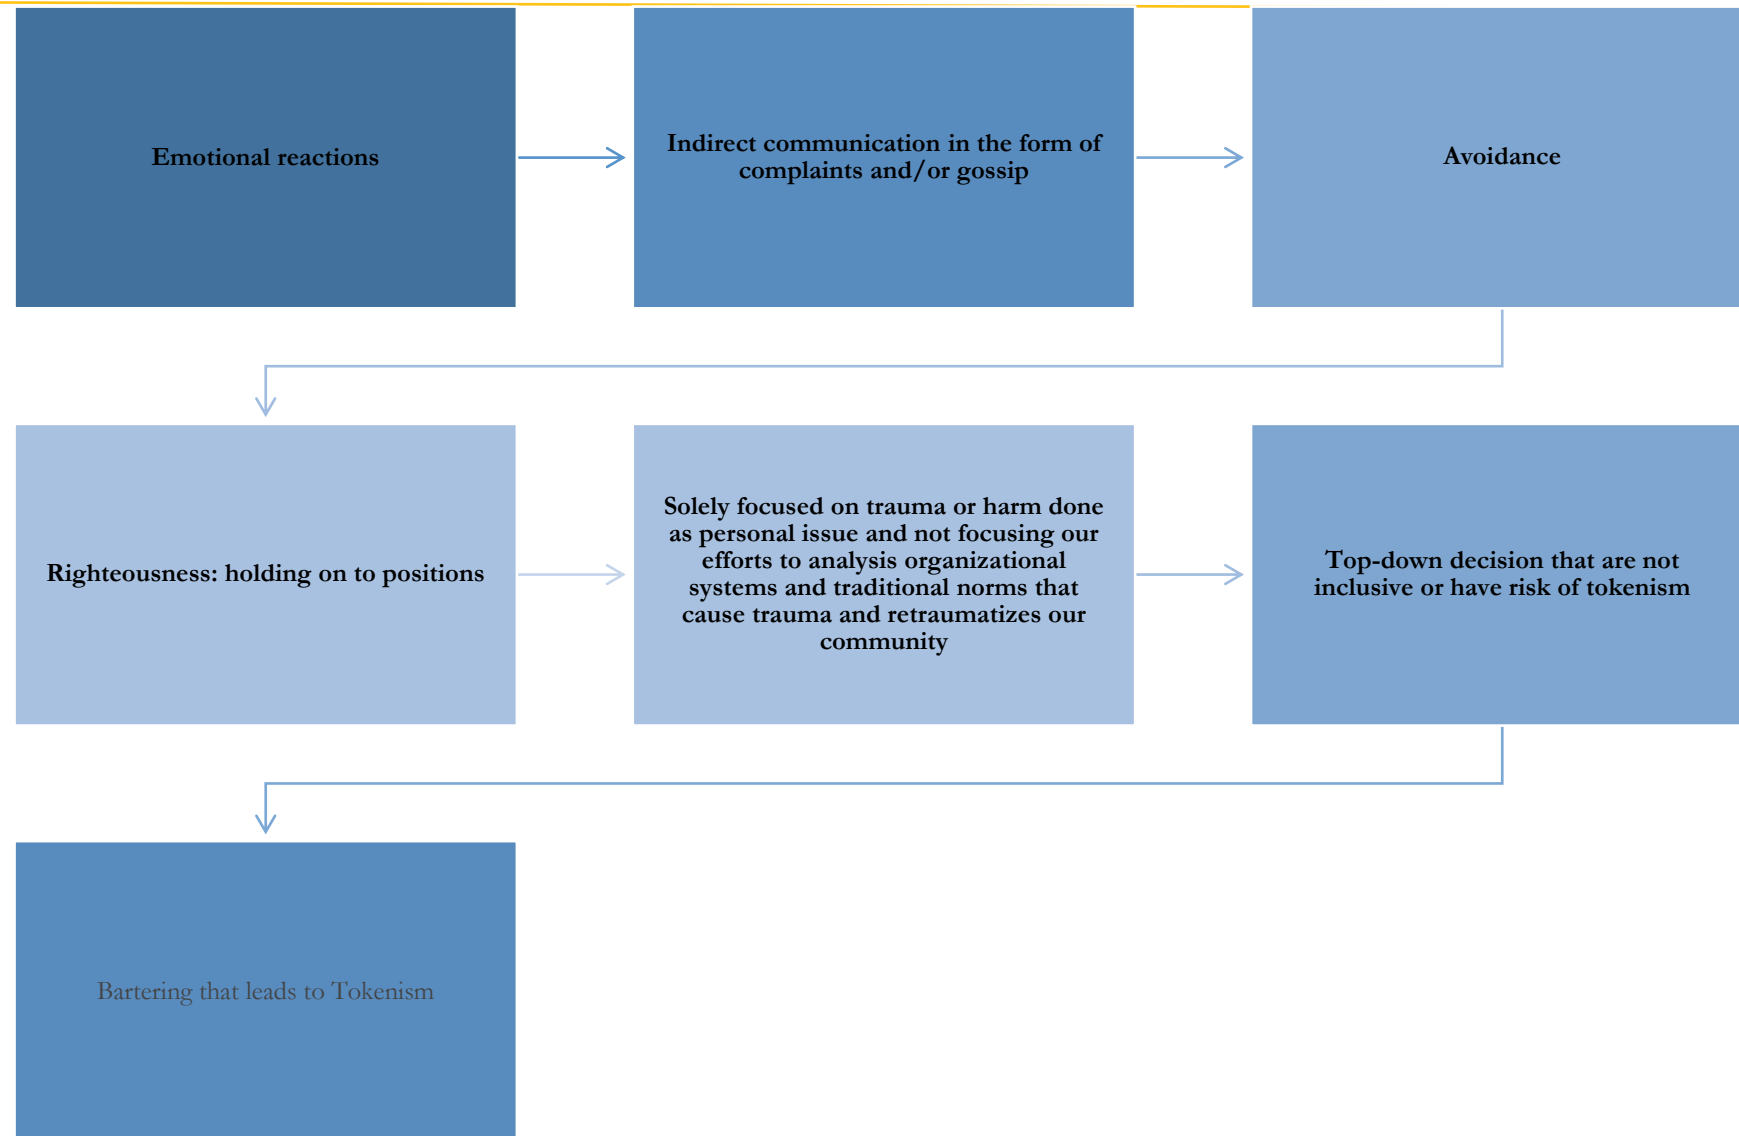 Emotional reactions
Indirect communication in the form of
complaints and/or gossip
Avoidance
Righteousness: holding on to positions
Solely focused on trauma or harm done
as personal issue and not focusing our
efforts to analysis organizational
systems and traditional norms that
cause trauma and retraumatizes our
community
Top-down decision that are not
inclusive or have risk of tokenism
Bartering that leads to Tokenism